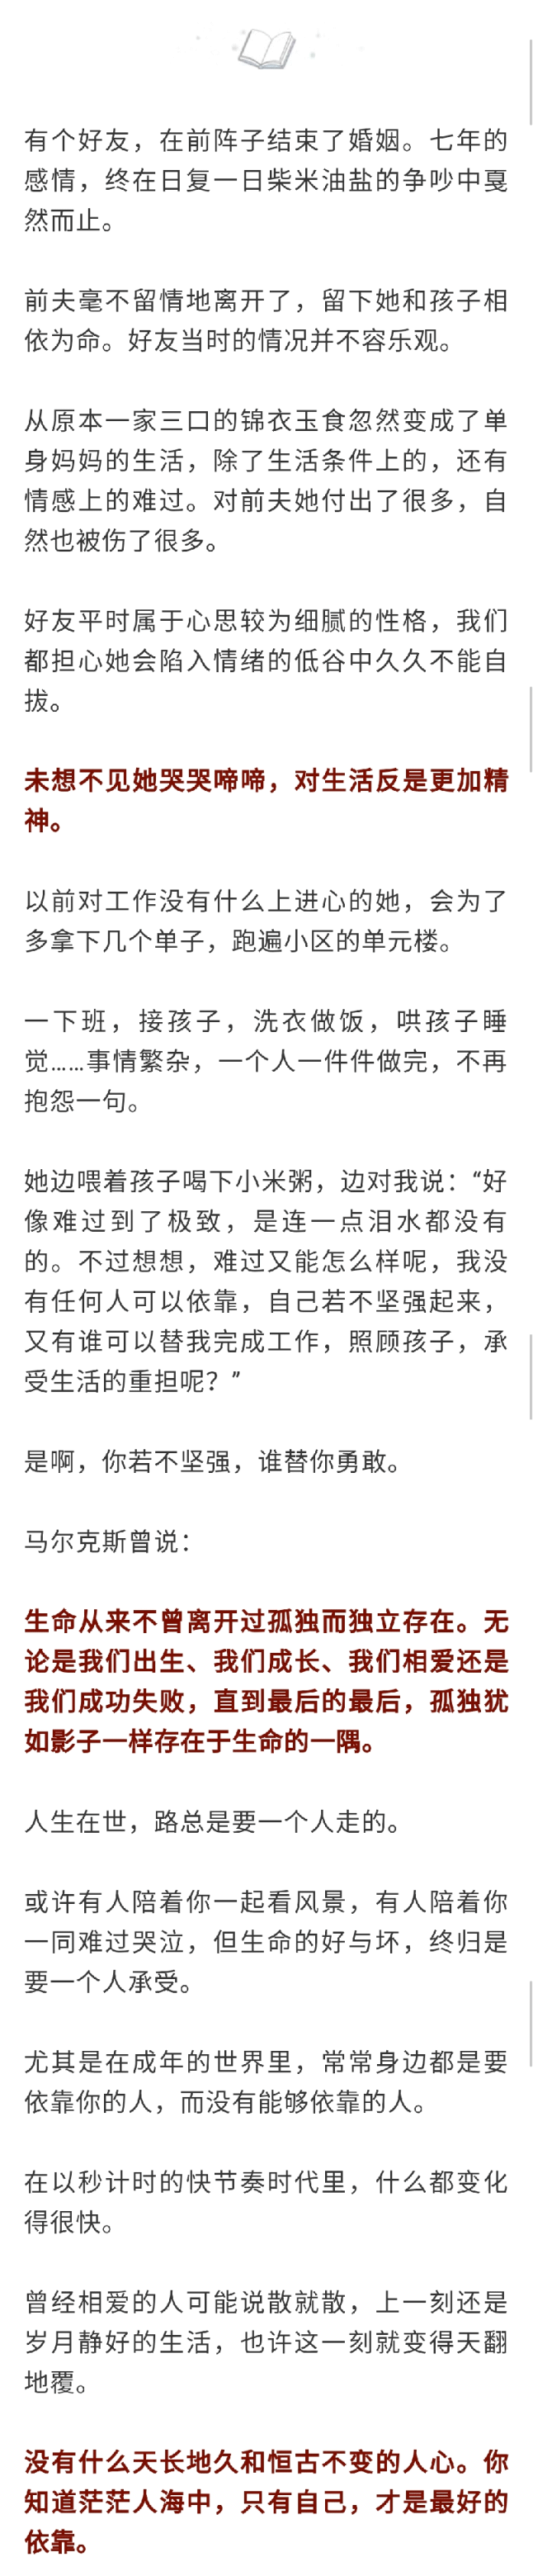 有个好友，在前阵子结束了婚姻。七年的
感情，终在日复一日柴米油盐的争吵中戛
然而止。
前夫毫不留情地离开了，留下她和孩子相
依为命。好友当时的情况并不容乐观。
从原本一家三口的锦衣玉食忽然变成了单
身妈妈的生活，除了生活条件上的，还有
情感上的难过。对前夫她付出了很多，自
然也被伤了很多。
好友平时属于心思较为细腻的性格，我们
都担心她会陷入情绪的低谷中久久不能自
拔。
未想不见她哭哭啼啼，对生活反是更加精
神。
以前对工作没有什么上进心的她，会为了
多拿下几个单子，跑遍小区的单元楼。
一下班，接孩子，洗衣做饭，哄孩子睡
觉……事情繁杂，一个人一件件做完，不再
抱怨一句。
她边喂着孩子喝下小米粥，边对我说：“好
像难过到了极致，是连一点泪水都没有
的。不过想想，难过又能怎么样呢，我没
有任何人可以依靠，自己若不坚强起来，
又有谁可以替我完成工作，照顾孩子，承
受生活的重担呢？”
是啊，你若不坚强，谁替你勇敢。
马尔克斯曾说：
生命从来不曾离开过孤独而独立存在。无
论是我们出生、我们成长、我们相爱还是
我们成功失败，直到最后的最后，孤独犹
如影子一样存在于生命的一隅。
人生在世，路总是要一个人走的。
或许有人陪着你一起看风景，有人陪着你
一同难过哭泣，但生命的好与坏，终归是
要一个人承受。
尤其是在成年的世界里，常常身边都是要
依靠你的人，而没有能够依靠的人。
在以秒计时的快节奏时代里，什么都变化
得很快。
曾经相爱的人可能说散就散，上一刻还是
岁月静好的生活，也许这一刻就变得天翻
地覆。
没有什么天长地久和恒古不变的人心。你
知道茫茫人海中，只有自己，才是最好的
依靠。